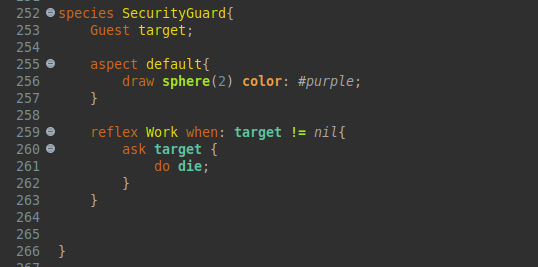 252 species SecurityGuard{
253 Guest target;
254
255 aspect default{
256 draw sphere(2) color: #purple;
257 }
258
259 reflex Work when: target != nil{
260 ask target {
261 do die;
262 }
263 }
264
265
266 }
267